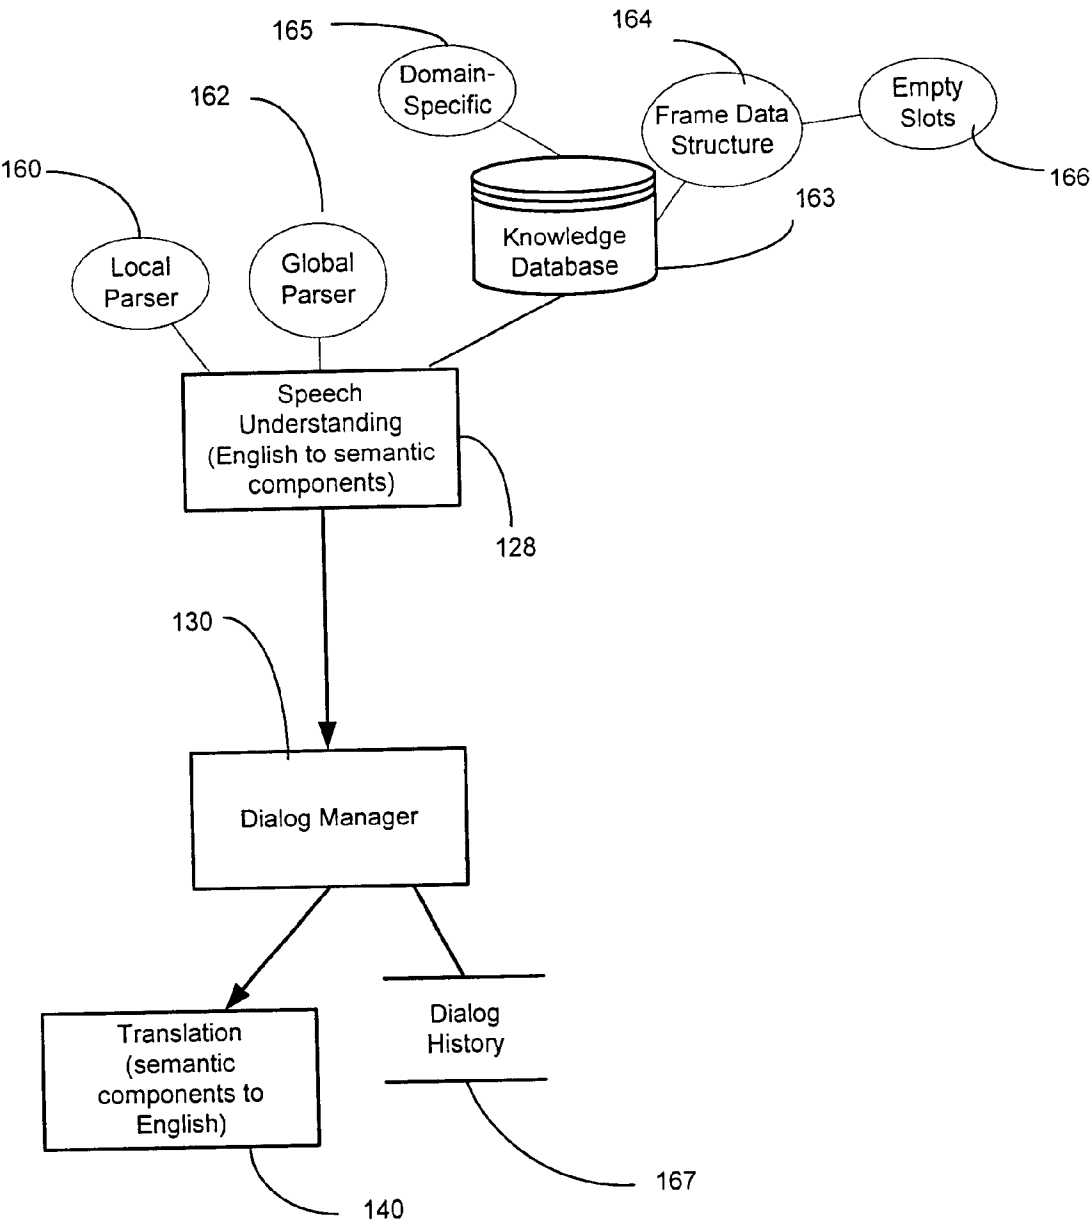 165
164
Domain-
Specific
Empty
Slots
162
Frame Data
Structure
160
166
163
Knowledge
Database
Local
Parser
Global
Parser
Speech
Understanding
(English to semantic
components)
128
130
Dialog Manager
Translation
(semantic
components to
English)
Dialog
History
167
140